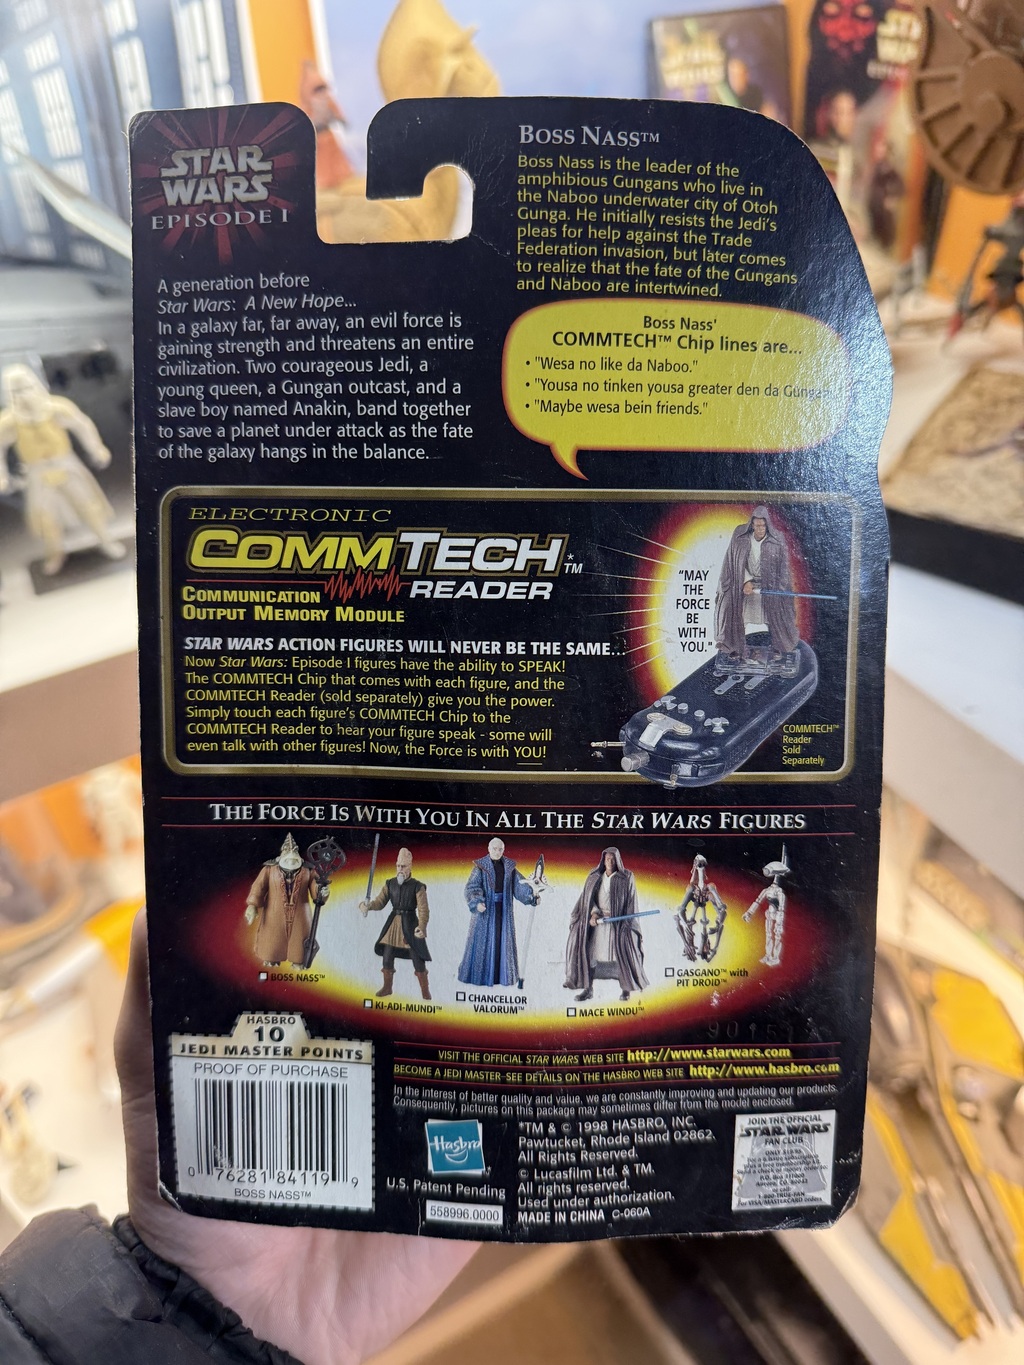 STAR
WARS
EPISODE I
A generation before
Star Wars: A New Hope...
In a galaxy far, far away, an evil force is
gaining strength and threatens an entire
civilization. Two courageous Jedi, a
young queen, a Gungan outcast, and a
slave boy named Anakin, band together
to save a planet under attack as the fate
of the galaxy hangs in the balance.
BOSS NASS™
Boss Nass is the leader of the
amphibious Gungans who live in
the Naboo underwater city of Otoh
Gunga. He initially resists the Jedi's
pleas for help against the Trade
Federation invasion, but later comes
to realize that the fate of the Gungans
and Naboo are intertwined.
Boss Nass'
COMMTECH™ Chip lines are...
• "Wesa no like da Naboo."
• "Yousa no tinken yousa greater den da
• "Maybe wesa bein friends."
ELECTRONIC
COMMTECH*™
READER
COMMUNICATION
OUTPUT MEMORY MODULE
STAR WARS ACTION FIGURES WILL NEVER BE THE SAME...
Now Star Wars: Episode I figures have the ability to SPEAK!
The COMMTECH Chip that comes with each figure, and the
COMMTECH Reader (sold separately) give you the power.
Simply touch each figure's COMMTECH Chip to the
COMMTECH Reader to hear your figure speak - some will
even talk with other figures! Now, the Force is with YOU!
"MAY
THE
FORCE
BE
WITH
YOU."
COMMTECH™
Reader
Sold
Separately
THE FORCE IS WITH YOU IN ALL THE STAR WARS FIGURES
BOSS NASS™
KI-ADI-MUNDI™
CHANCELLOR
VALORUM™
MACE WINDU™
GASGANO™ with
PIT DROID™
HASBRO
10
JEDI MASTER POINTS
PROOF OF PURCHASE
0 76281 84119 9
BOSS NASS™
VISIT THE OFFICIAL STAR WARS WEB SITE http://www.starwars.com
BECOME A JEDI MASTER-SEE DETAILS ON THE HASBRO WEB SITE http://www.hasbro.com
In the interest of better quality and value, we are constantly improving and updating our products.
Consequently, pictures on this package may sometimes differ from the model enclosed.
Hasbro
U.S. Patent Pending
558996.0000
*TM & © 1998 HASBRO, INC.
Pawtucket, Rhode Island 02862.
All Rights Reserved.
© Lucasfilm Ltd. & TM.
All rights reserved.
Used under authorization.
MADE IN CHINA C-060A
JOIN THE OFFICIAL
STAR WARS
FAN CLUB